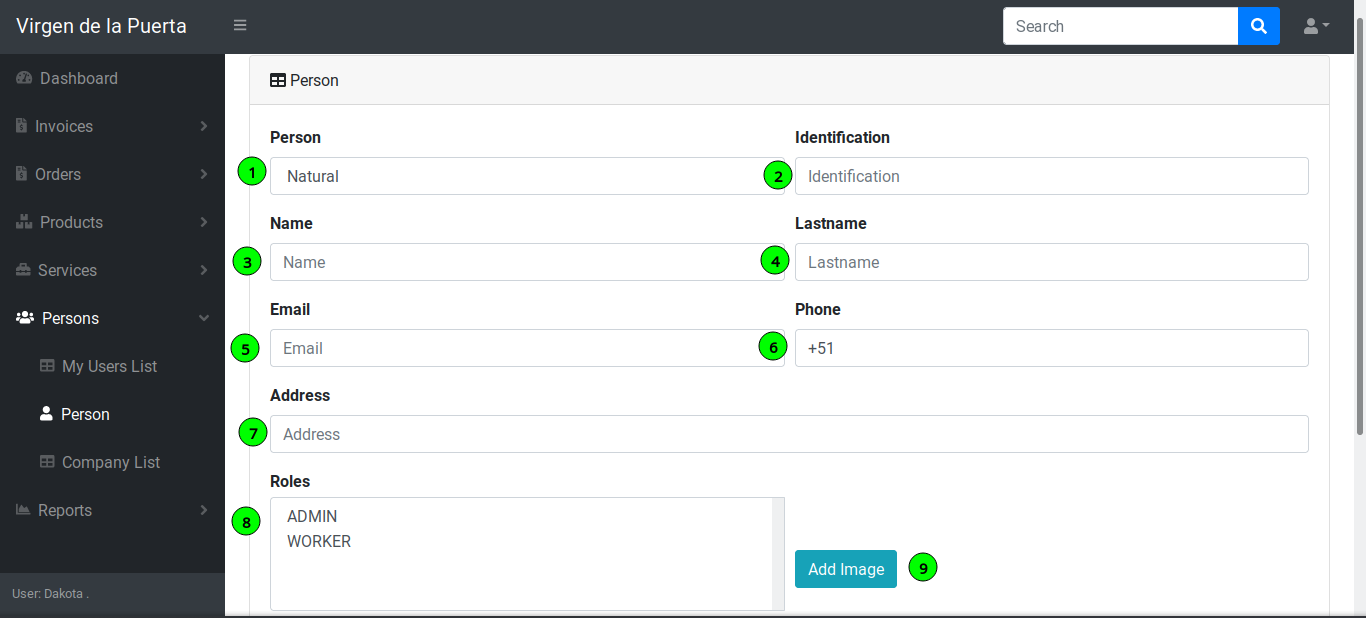 Virgen de la Puerta
Search
Dashboard
Invoices
Orders
Products
Services
Persons
My Users List
Person
Company List
Reports
User: Dakota .
Person
Person Identification
1 Natural 2 Identification
Name Lastname
3 Name 4 Lastname
Email Phone
5 Email 6 +51
Address
7 Address
Roles
8 ADMIN
WORKER
Add Image 9